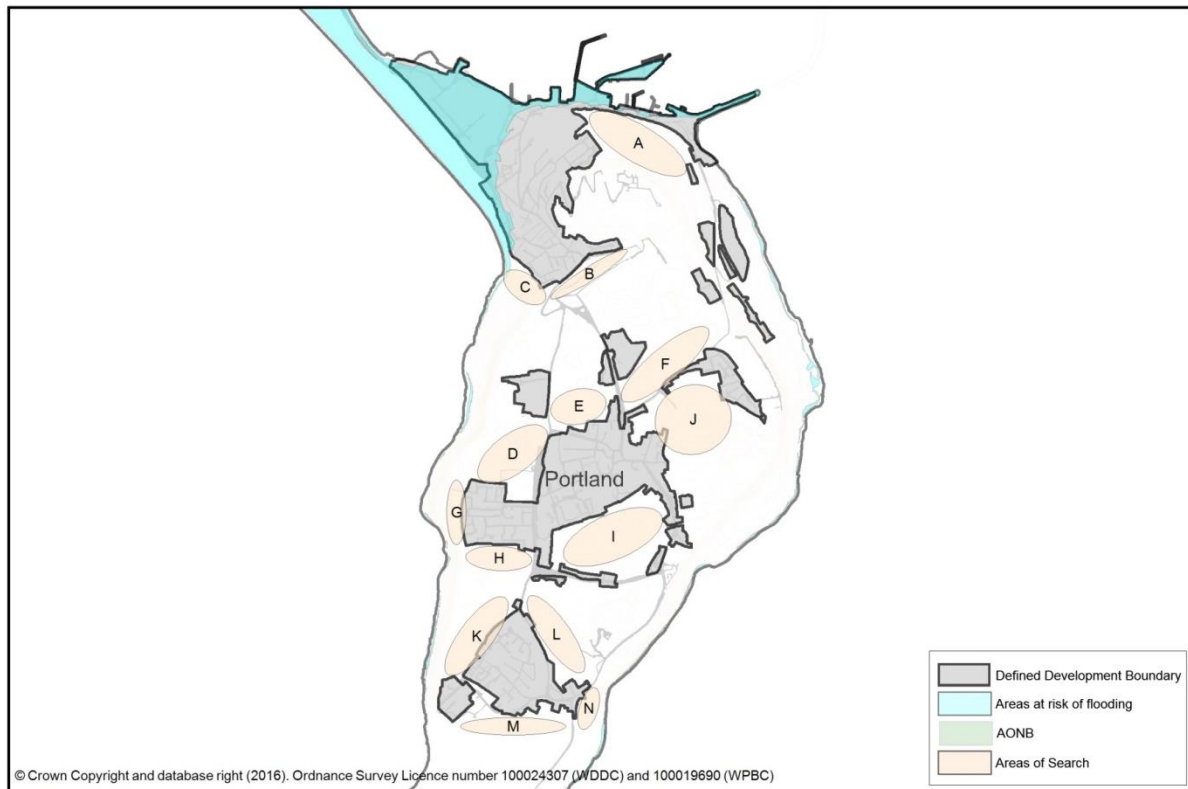 A
B
C
F
E
J
D
Portland
G
I
H
K
L
N
M
Defined Development Boundary
Areas at risk of flooding
AONB
Areas of Search
© Crown Copyright and database right (2016). Ordnance Survey Licence number 100024307 (WDDC) and 100019690 (WPBC)